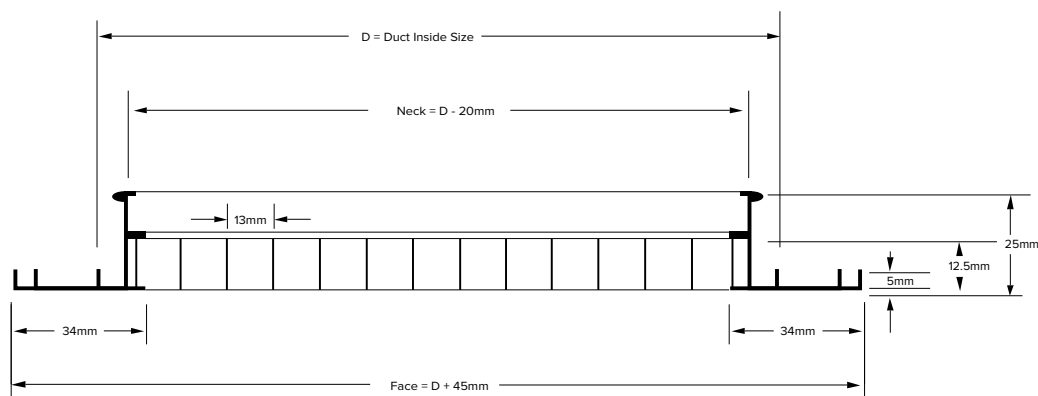 D = Duct Inside Size
Neck = D - 20mm
13mm
25mm
12.5mm
5mm
34mm
34mm
Face = D + 45mm